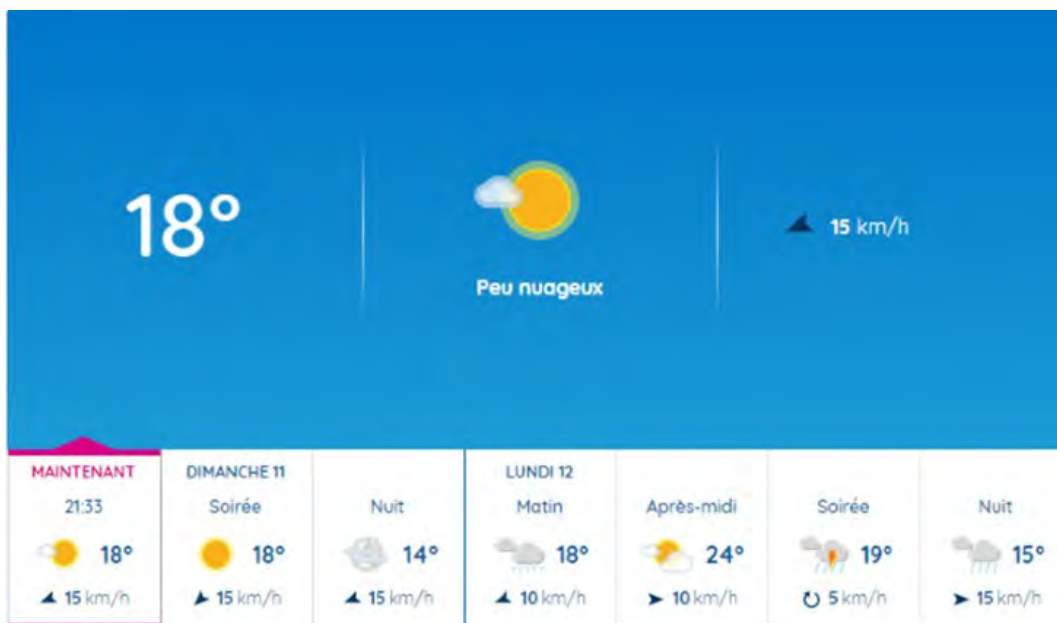 18°
Peu nuageux
15 km/h
MAINTENANT
21:33
18°
15 km/h
DIMANCHE 11
Soirée
18°
15 km/h
Nuit
14°
15 km/h
LUNDI 12
Matin
18°
10 km/h
Après-midi
24°
10 km/h
Soirée
19°
5 km/h
Nuit
15°
15 km/h